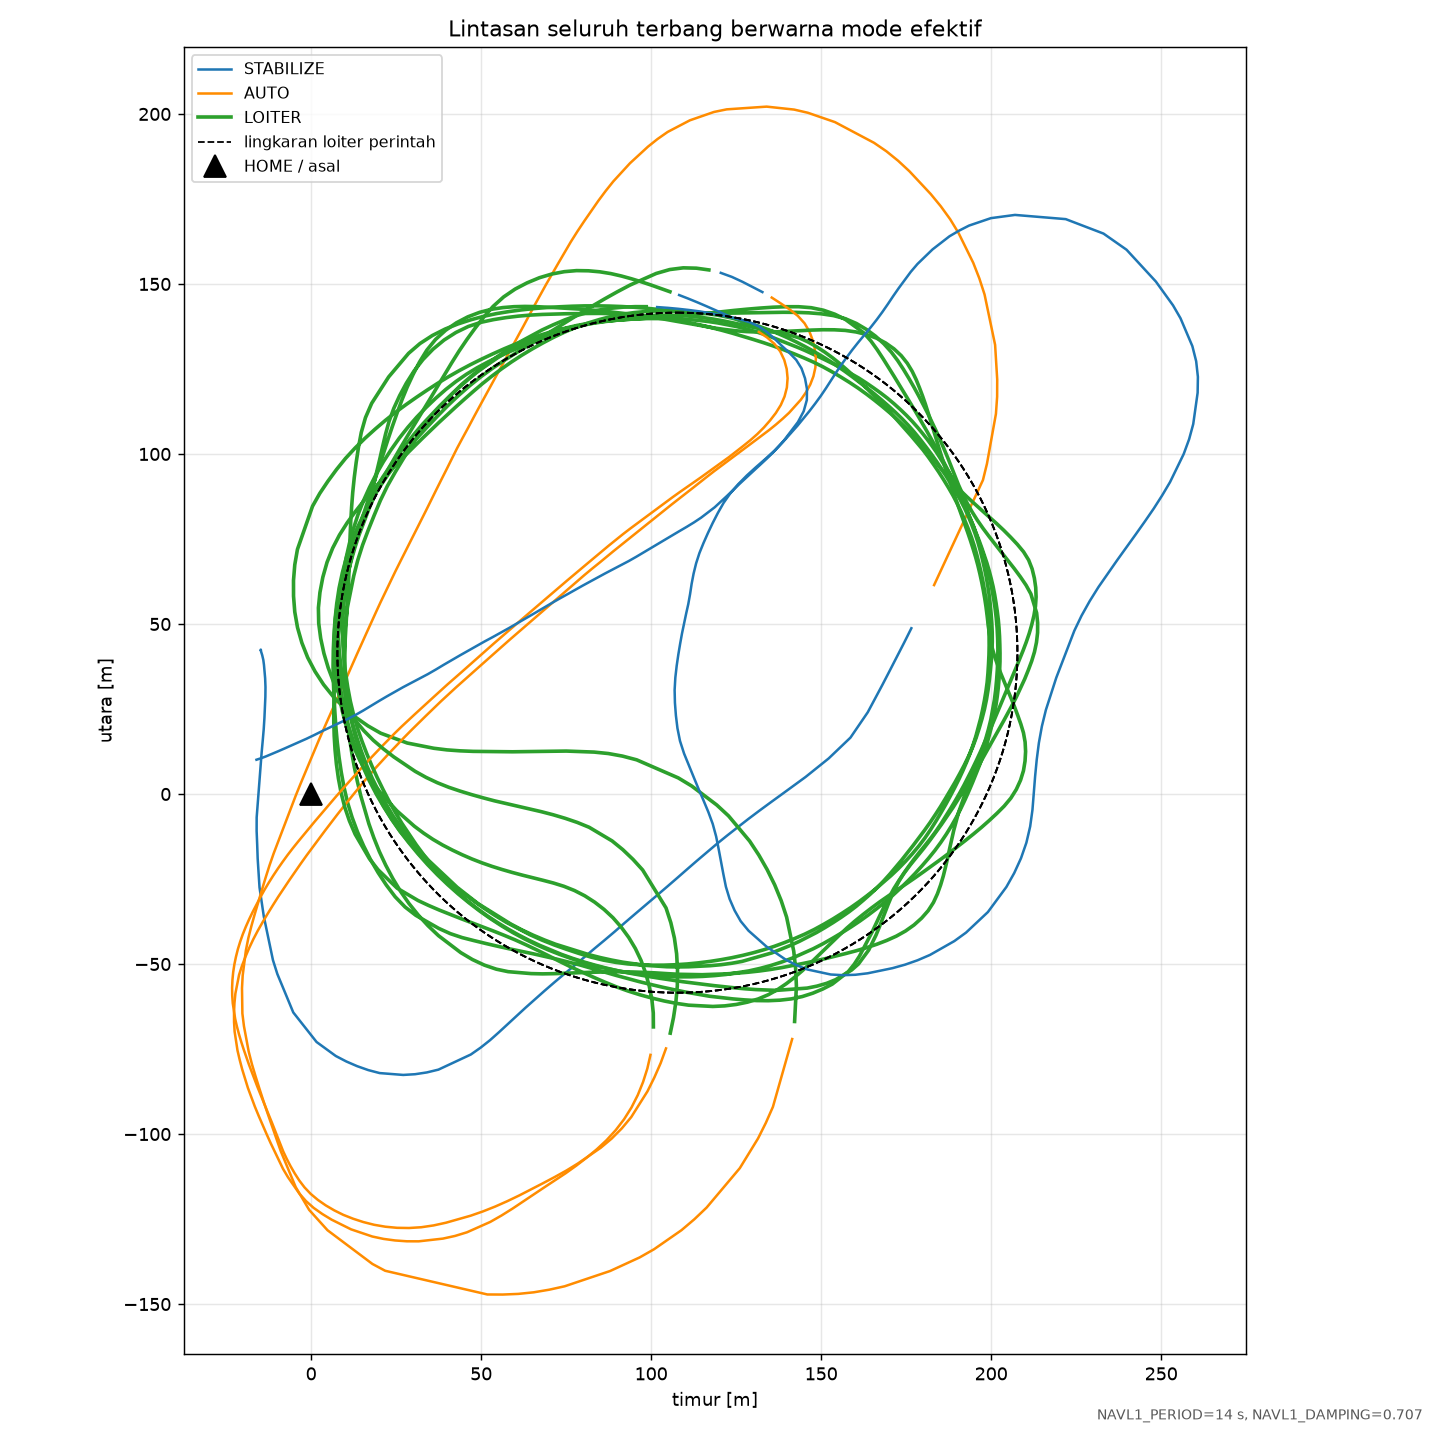 Lintasan seluruh terbang berwarna mode efektif
STABILIZE
AUTO
LOITER
lingkaran loiter perintah
HOME / asal
200
150
100
50
0
−50
−100
−150
utara [m]
0
50
100
150
200
250
timur [m]
NAVL1_PERIOD=14 s, NAVL1_DAMPING=0.707